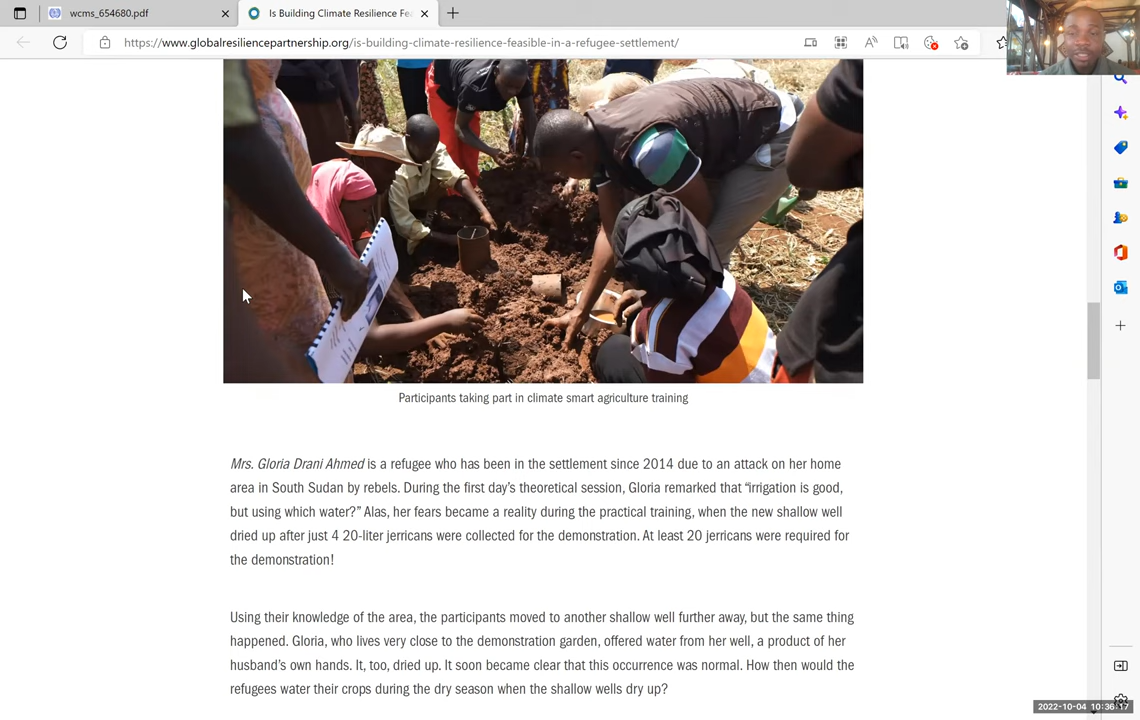 wcms_654680.pdf
Is Building Climate Resilience Fea
https://www.globalresiliencepartnership.org/is-building-climate-resilience-feasible-in-a-refugee-settlement/
Participants taking part in climate smart agriculture training
Mrs. Gloria Drani Ahmed is a refugee who has been in the settlement since 2014 due to an attack on her home
area in South Sudan by rebels. During the first day’s theoretical session, Gloria remarked that “irrigation is good,
but using which water?” Alas, her fears became a reality during the practical training, when the new shallow well
dried up after just 4 20-liter jerricans were collected for the demonstration. At least 20 jerricans were required for
the demonstration!
Using their knowledge of the area, the participants moved to another shallow well further away, but the same thing
happened. Gloria, who lives very close to the demonstration garden, offered water from her well, a product of her
husband’s own hands. It, too, dried up. It soon became clear that this occurrence was normal. How then would the
refugees water their crops during the dry season when the shallow wells dry up?
2022-10-04 10:36:17